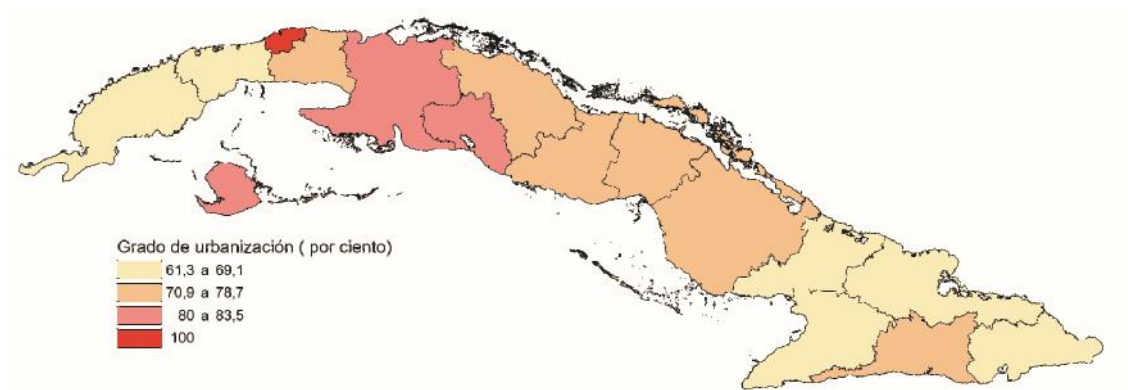 Grado de urbanización ( por ciento)
61,3 a 69,1
70,9 a 78,7
80 a 83,5
100